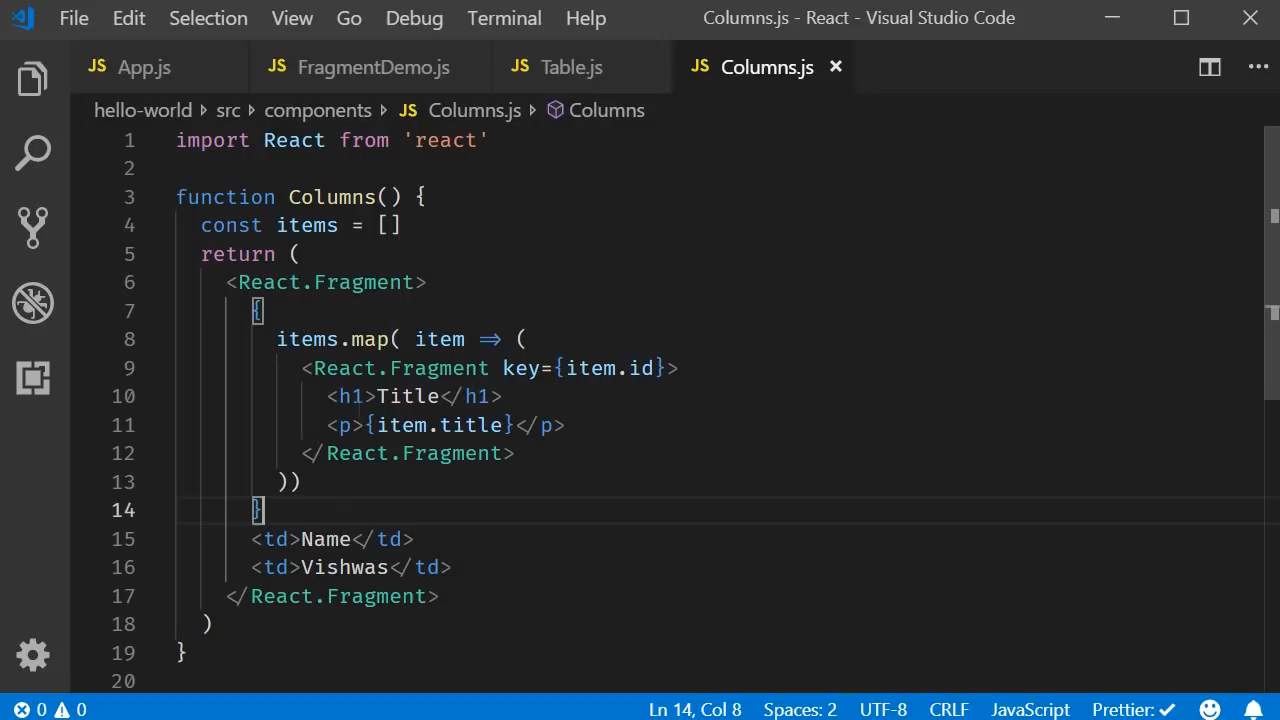 File Edit Selection View Go Debug Terminal Help Columns.js - React - Visual Studio Code
JS App.js JS FragmentDemo.js JS Table.js JS Columns.js ×
hello-world > src > components > JS Columns.js > Columns
1 import React from 'react'
2
3 function Columns() {
4 const items = []
5 return (
6 <React.Fragment>
7 {
8 items.map( item => (
9 <React.Fragment key={item.id}>
10 <h1>Title</h1>
11 <p>{item.title}</p>
12 </React.Fragment>
13 ))
14 }
15 <td>Name</td>
16 <td>Vishwas</td>
17 </React.Fragment>
18 )
19 }
20
0 0 Ln 14, Col 8 Spaces: 2 UTF-8 CRLF JavaScript Prettier: ✓